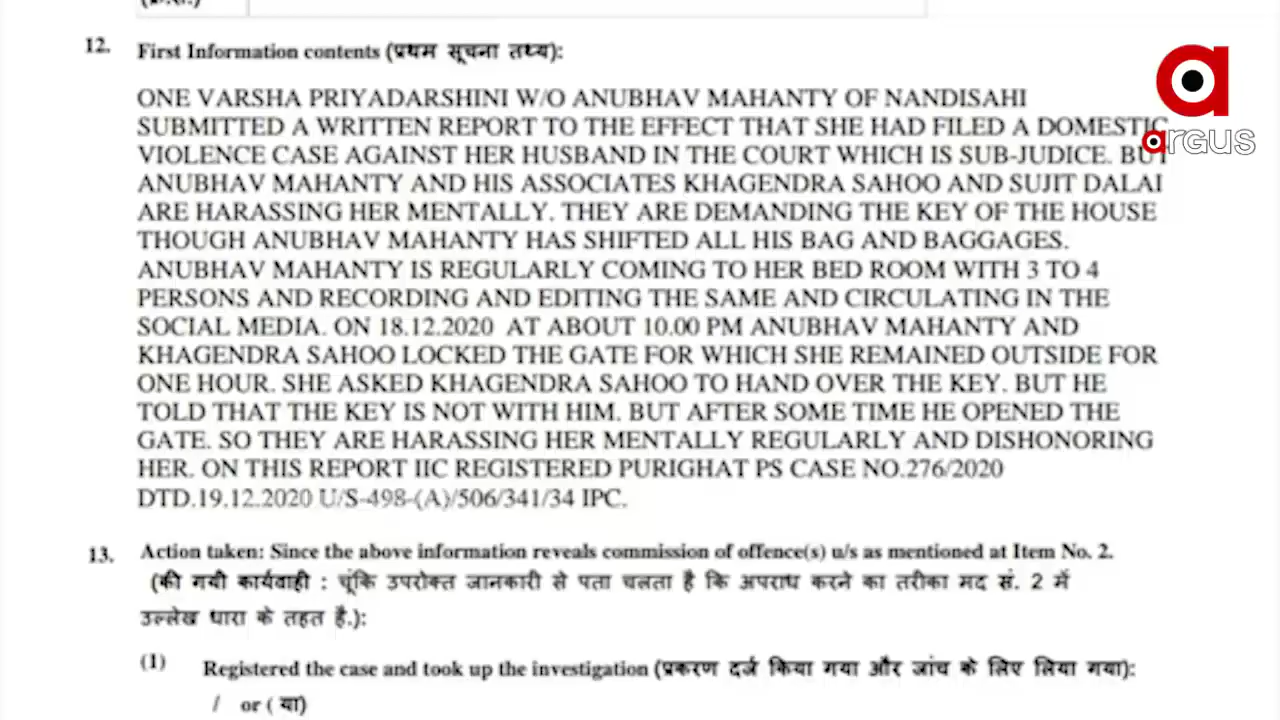 12. First Information contents (प्रथम सूचना तथ्य):
ONE VARSHA PRIYADARSHINI W/O ANUBHAV MAHANTY OF NANDISAHI
SUBMITTED A WRITTEN REPORT TO THE EFFECT THAT SHE HAD FILED A DOMESTIC
VIOLENCE CASE AGAINST HER HUSBAND IN THE COURT WHICH IS SUB-JUDICE. BUT
ANUBHAV MAHANTY AND HIS ASSOCIATES KHAGENDRA SAHOO AND SUJIT DALAI
ARE HARASSING HER MENTALLY. THEY ARE DEMANDING THE KEY OF THE HOUSE
THOUGH ANUBHAV MAHANTY HAS SHIFTED ALL HIS BAG AND BAGGAGES.
ANUBHAV MAHANTY IS REGULARLY COMING TO HER BED ROOM WITH 3 TO 4
PERSONS AND RECORDING AND EDITING THE SAME AND CIRCULATING IN THE
SOCIAL MEDIA. ON 18.12.2020 AT ABOUT 10.00 PM ANUBHAV MAHANTY AND
KHAGENDRA SAHOO LOCKED THE GATE FOR WHICH SHE REMAINED OUTSIDE FOR
ONE HOUR. SHE ASKED KHAGENDRA SAHOO TO HAND OVER THE KEY. BUT HE
TOLD THAT THE KEY IS NOT WITH HIM. BUT AFTER SOME TIME HE OPENED THE
GATE. SO THEY ARE HARASSING HER MENTALLY REGULARLY AND DISHONORING
HER. ON THIS REPORT IIC REGISTERED PURIGHAT PS CASE NO.276/2020
DTD.19.12.2020 U/S-498-(A)/506/341/34 IPC.
13. Action taken: Since the above information reveals commission of offence(s) u/s as mentioned at Item No. 2.
(की गयी कार्यवाही : चूंकि उपरोक्त जानकारी से पता चलता है कि अपराध करने का तरीका मद सं. 2 में
उल्लेख धारा के तहत है.):
(1) Registered the case and took up the investigation (प्रकरण दर्ज किया गया और जांच के लिए लिया गया):
/ or ( या)
a
argus